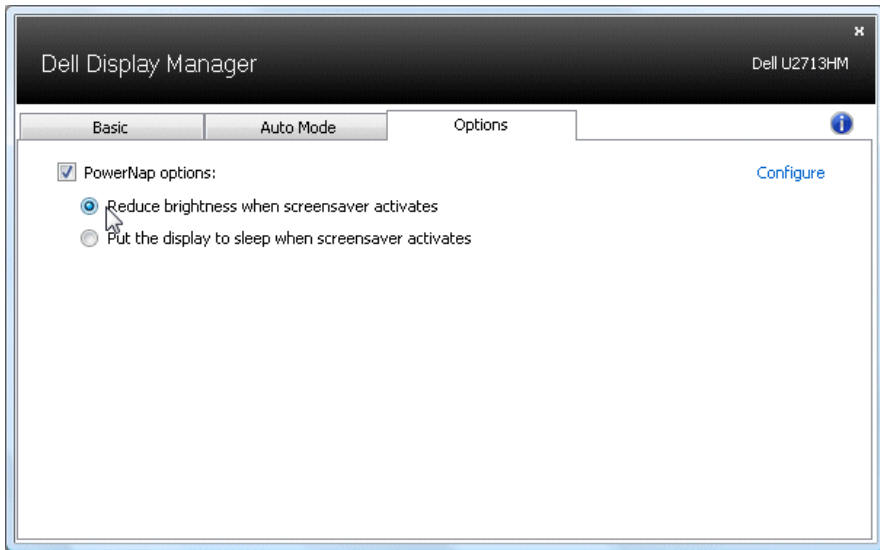 x
Dell Display Manager
Dell U2713HM
Basic
Auto Mode
Options
i
PowerNap options:
Configure
Reduce brightness when screensaver activates
Put the display to sleep when screensaver activates